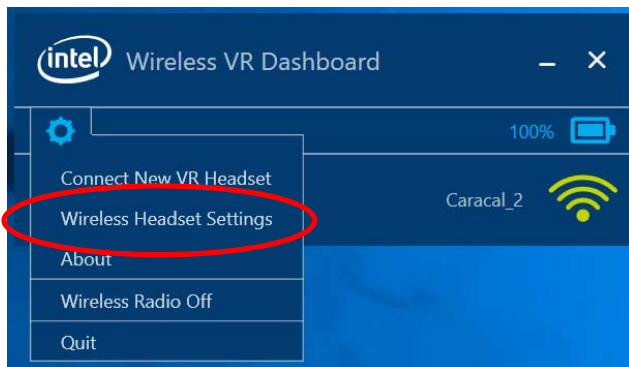 intel Wireless VR Dashboard
100%
Connect New VR Headset
Caracal_2
Wireless Headset Settings
About
Wireless Radio Off
Quit